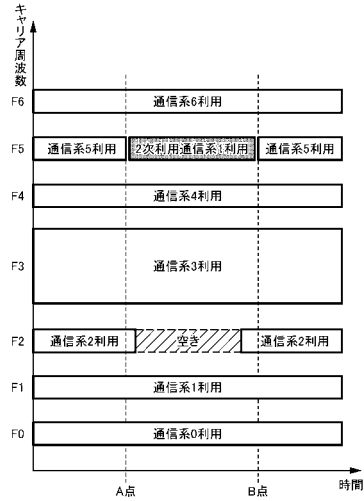 キャリア周波数
F6
通信系6利用
F5
通信系5利用
2次利用通信系1利用
通信系5利用
F4
通信系4利用
F3
通信系3利用
F2
通信系2利用
空き
通信系2利用
F1
通信系1利用
F0
通信系0利用
A点
B点
時間